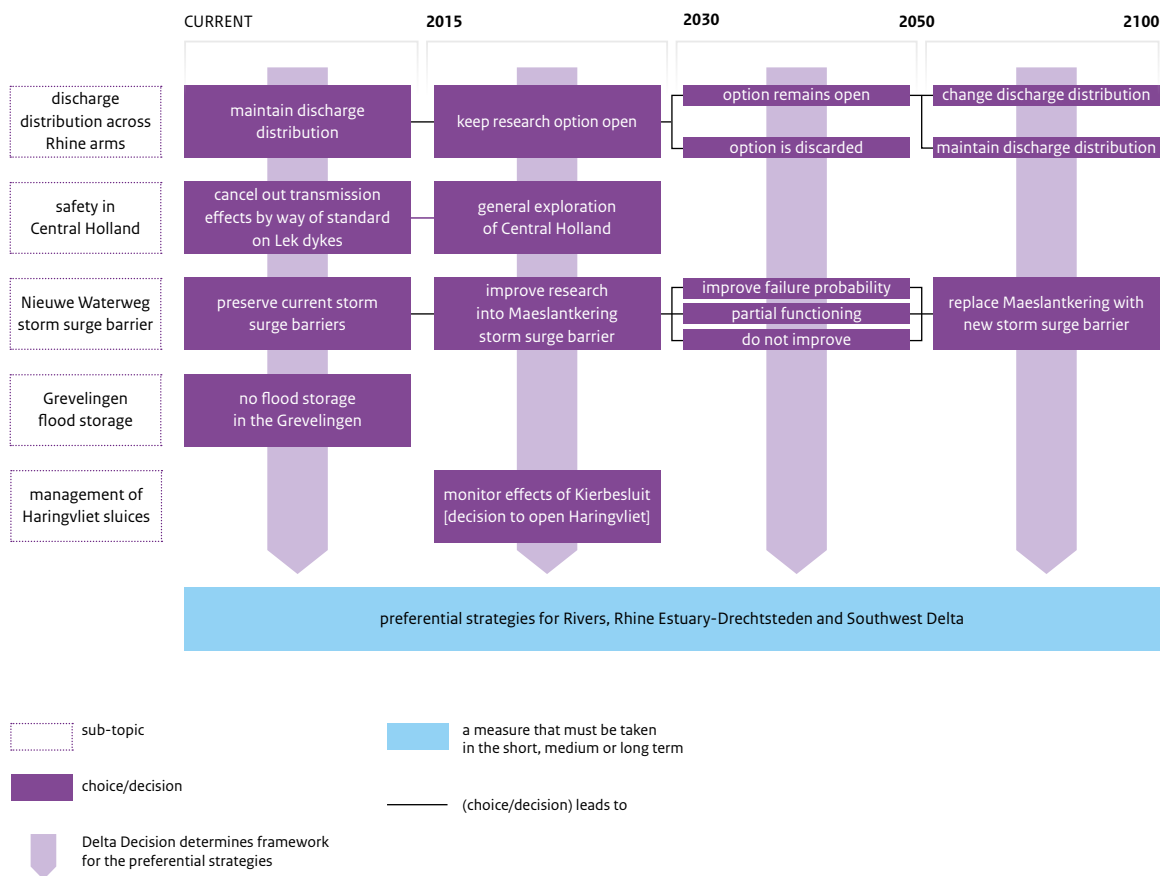 CURRENT 2015 2030 2050 2100
discharge
distribution across
Rhine arms
maintain discharge
distribution
keep research option open
option remains open
option is discarded
change discharge distribution
maintain discharge distribution
safety in
Central Holland
cancel out transmission
effects by way of standard
on Lek dykes
general exploration
of Central Holland
Nieuwe Waterweg
storm surge barrier
preserve current storm
surge barriers
improve research
into Maeslantkering
storm surge barrier
improve failure probability
partial functioning
do not improve
replace Maeslantkering with
new storm surge barrier
Grevelingen
flood storage
no flood storage
in the Grevelingen
management of
Haringvliet sluices
monitor effects of Kierbesluit
[decision to open Haringvliet]
preferential strategies for Rivers, Rhine Estuary-Drechtsteden and Southwest Delta
sub-topic
choice/decision
Delta Decision determines framework
for the preferential strategies
a measure that must be taken
in the short, medium or long term
(choice/decision) leads to